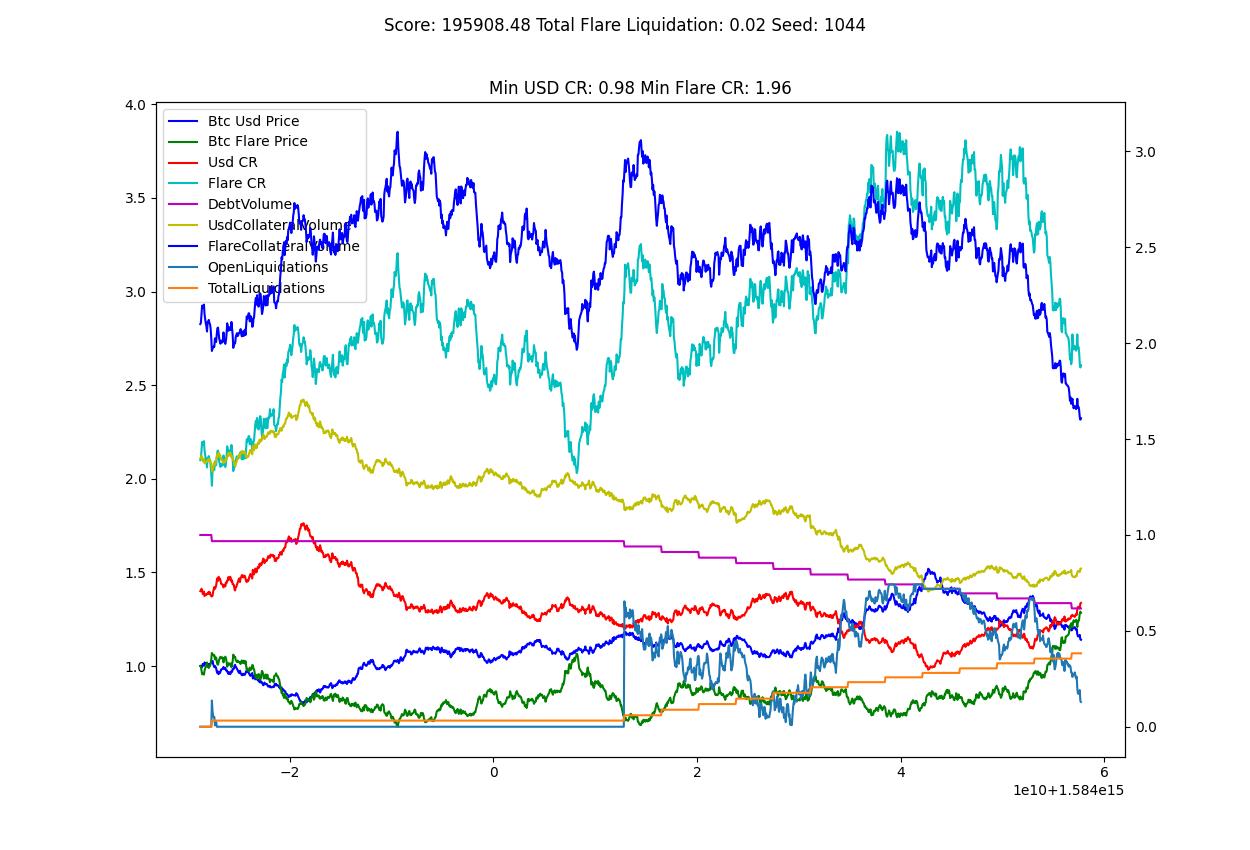 Score: 195908.48 Total Flare Liquidation: 0.02 Seed: 1044
Min USD CR: 0.98 Min Flare CR: 1.96
Btc Usd Price
Btc Flare Price
Usd CR
Flare CR
DebtVolume
UsdCollateralVolume
FlareCollateralVolume
OpenLiquidations
TotalLiquidations
4.0
3.5
3.0
2.5
2.0
1.5
1.0
3.0
2.5
2.0
1.5
1.0
0.5
0.0
−2 0 2 4 6
1e10+1.584e15